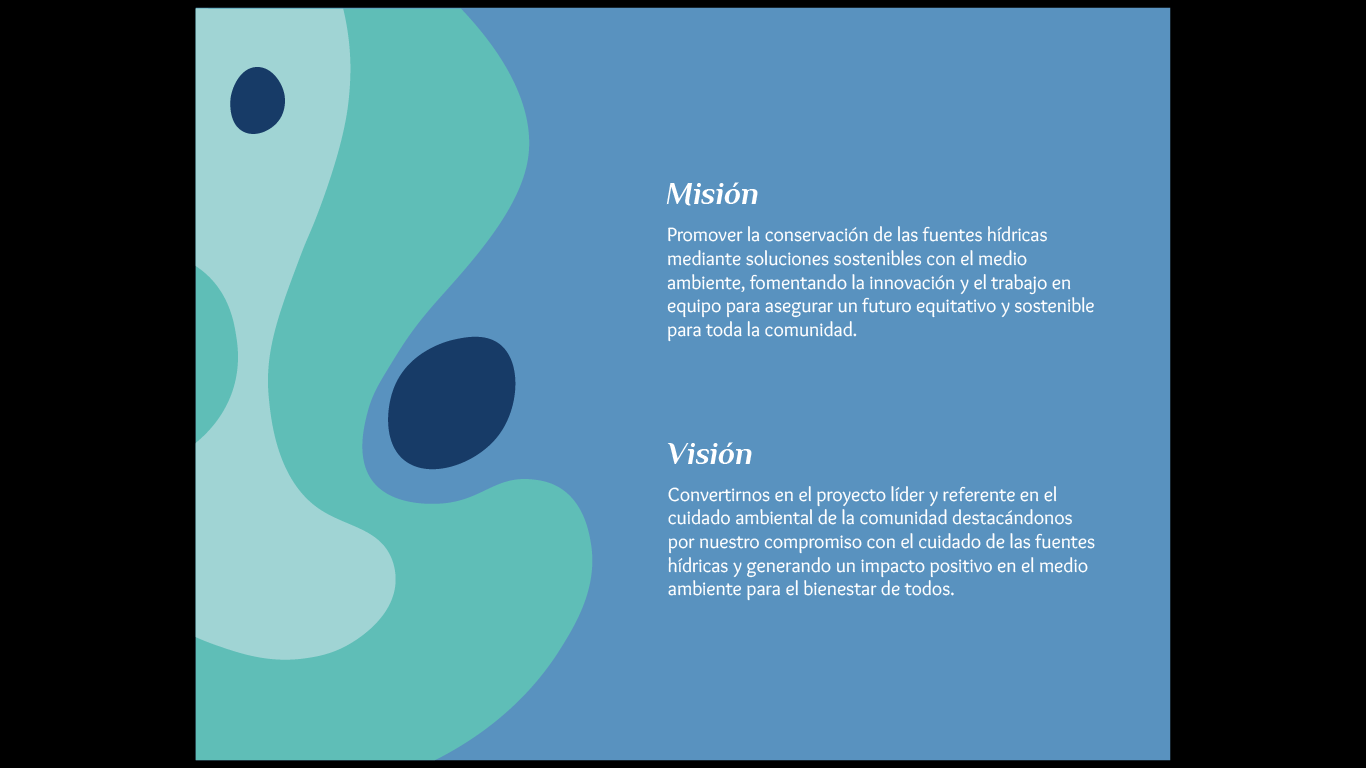 Misión
Promover la conservación de las fuentes hídricas
mediante soluciones sostenibles con el medio
ambiente, fomentando la innovación y el trabajo en
equipo para asegurar un futuro equitativo y sostenible
para toda la comunidad.
Visión
Convertirnos en el proyecto líder y referente en el
cuidado ambiental de la comunidad destacándonos
por nuestro compromiso con el cuidado de las fuentes
hídricas y generando un impacto positivo en el medio
ambiente para el bienestar de todos.